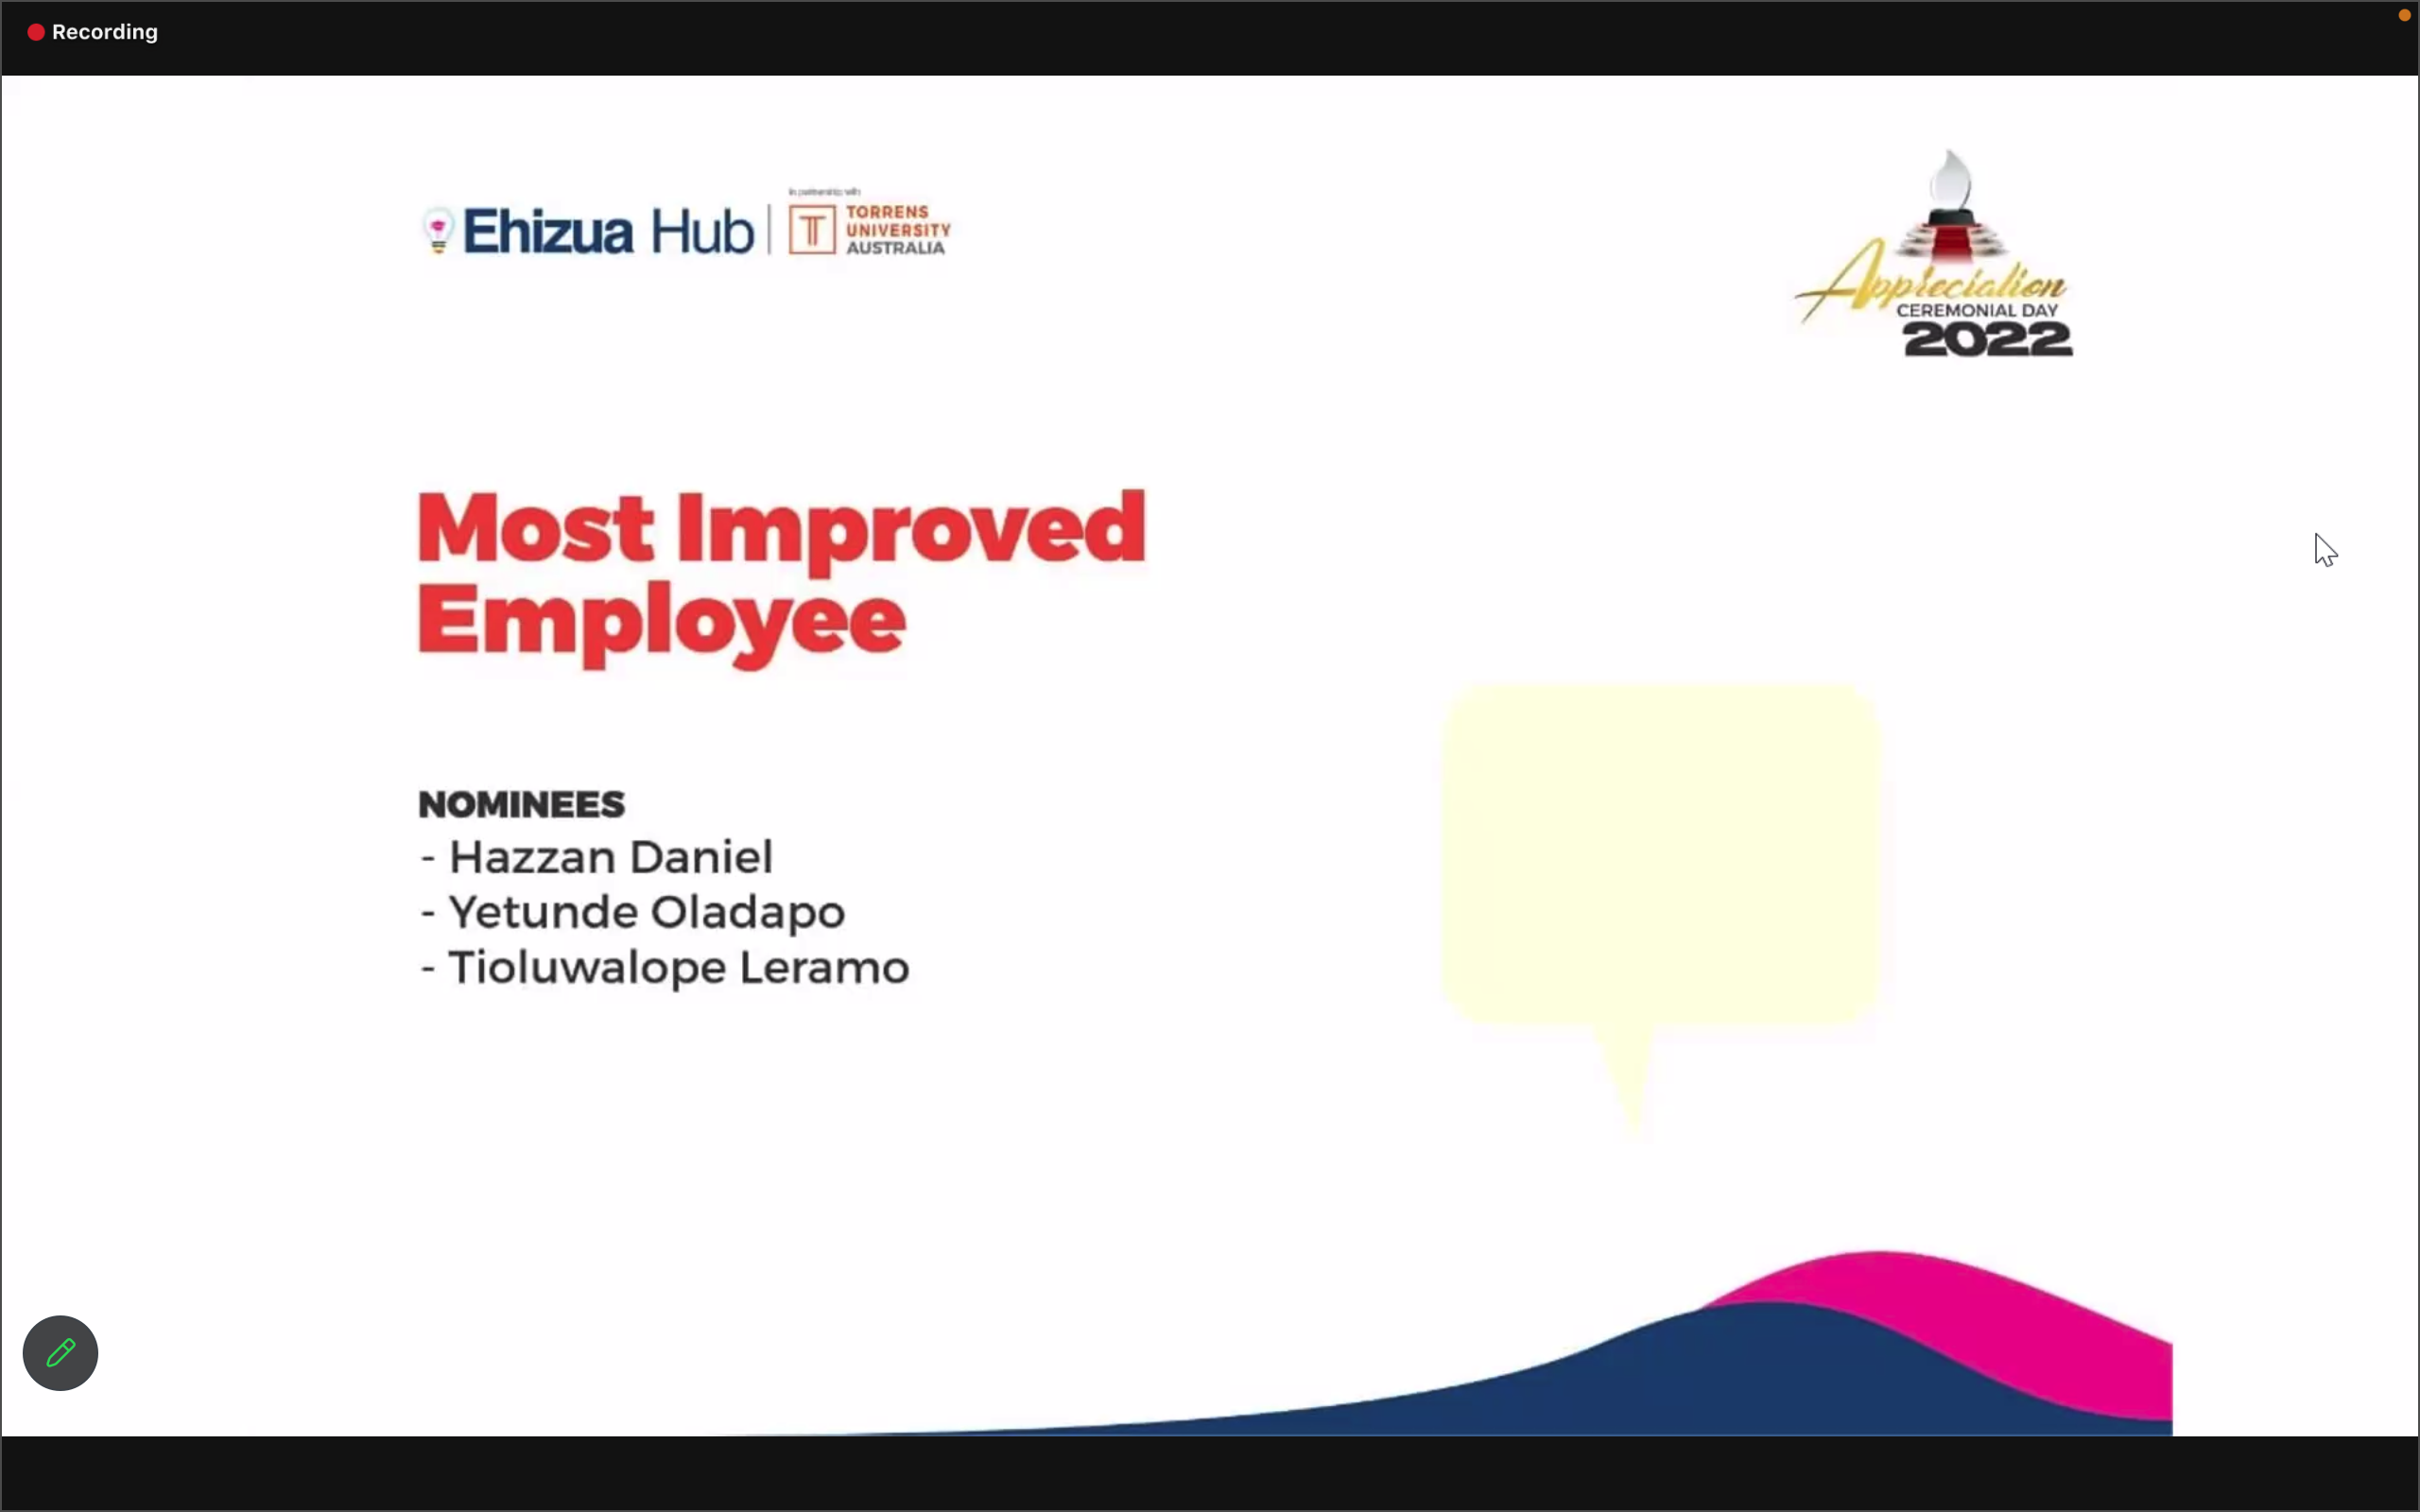 Recording
Ehizua Hub
In partnership with
TORRENS
UNIVERSITY
AUSTRALIA
Appreciation
CEREMONIAL DAY
2022
Most Improved
Employee
NOMINEES
- Hazzan Daniel
- Yetunde Oladapo
- Tioluwalope Leramo